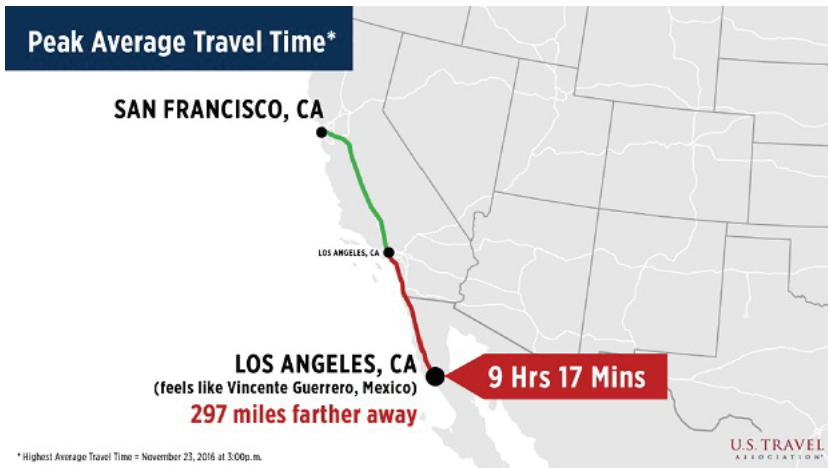 Peak Average Travel Time*
SAN FRANCISCO, CA
LOS ANGELES, CA
LOS ANGELES, CA
(feels like Vincente Guerrero, Mexico)
297 miles farther away
9 Hrs 17 Mins
* Highest Average Travel Time = November 23, 2016 at 3:00p.m.
U.S. TRAVEL
ASSOCIATION®